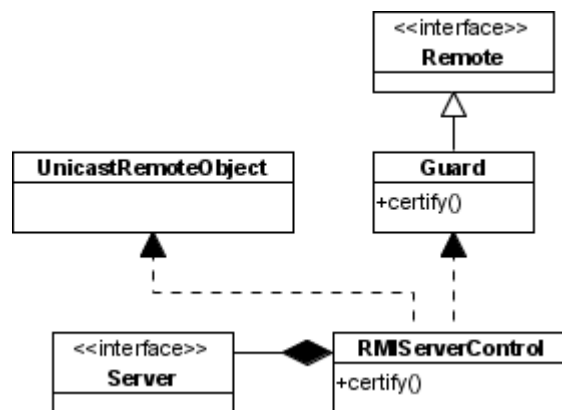 <<interface>>
Remote
UnicastRemoteObject
Guard
+certify()
<<interface>>
Server
RMIServerControl
+certify()